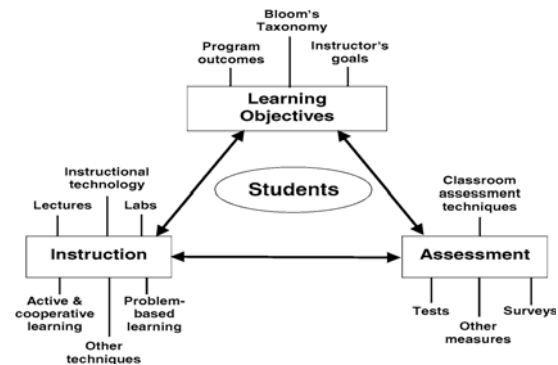 Bloom's
Taxonomy
Program
outcomes
Instructor's
goals
Learning
Objectives
Students
Instructional
technology
Lectures
Labs
Instruction
Active &
cooperative
learning
Problem-
based
learning
Other
techniques
Classroom
assessment
techniques
Assessment
Tests
Other
measures
Surveys